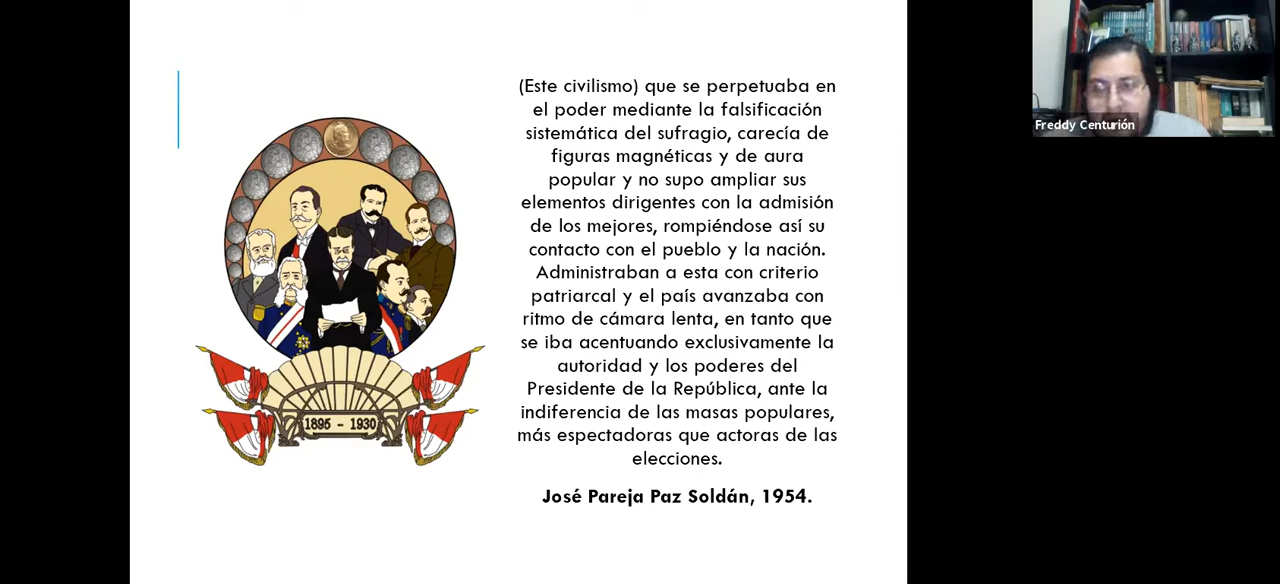 (Este civilismo) que se perpetuaba en
el poder mediante la falsificación
sistemática del sufragio, carecía de
figuras magnéticas y de aura
popular y no supo ampliar sus
elementos dirigentes con la admisión
de los mejores, rompiéndose así su
contacto con el pueblo y la nación.
Administraban a esta con criterio
patriarcal y el país avanzaba con
ritmo de cámara lenta, en tanto que
se iba acentuando exclusivamente la
autoridad y los poderes del
Presidente de la República, ante la
indiferencia de las masas populares,
más espectadoras que actoras de las
elecciones.
José Pareja Paz Soldán, 1954.
1895 - 1930
Freddy Centurión